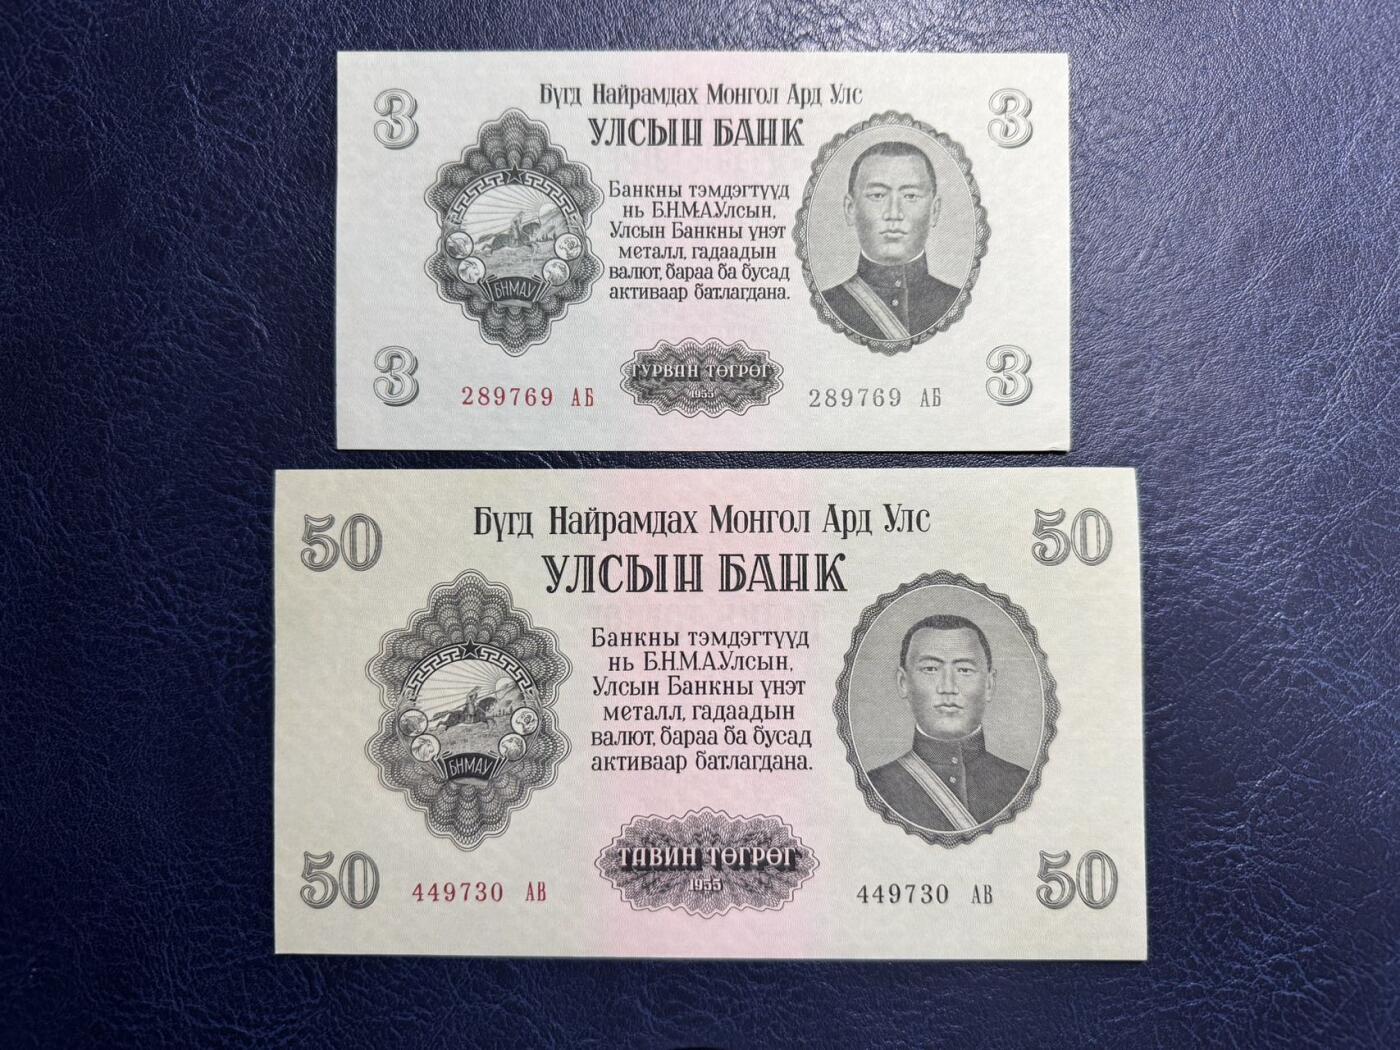 3
3
Бүгд Найрамдах Монгол Ард Улс
УЛСЫН БАНК
Банкны тэмдэгтүүд
нь Б.Н.М.А.Улсын,
Улсын Банкны үнэт
металл, гадаадын
валют, бараа ба бусад
активаар батлагдана.
БНМАУ
ГУРВАН ТӨГРӨГ
1955
3
289769 АБ
289769 АБ
3
50
50
Бүгд Найрамдах Монгол Ард Улс
УЛСЫН БАНК
Банкны тэмдэгтүүд
нь Б.Н.М.А.Улсын,
Улсын Банкны үнэт
металл, гадаадын
валют, бараа ба бусад
активаар батлагдана.
БНМАУ
ТАВИН ТӨГРӨГ
1955
50
449730 АВ
449730 АВ
50